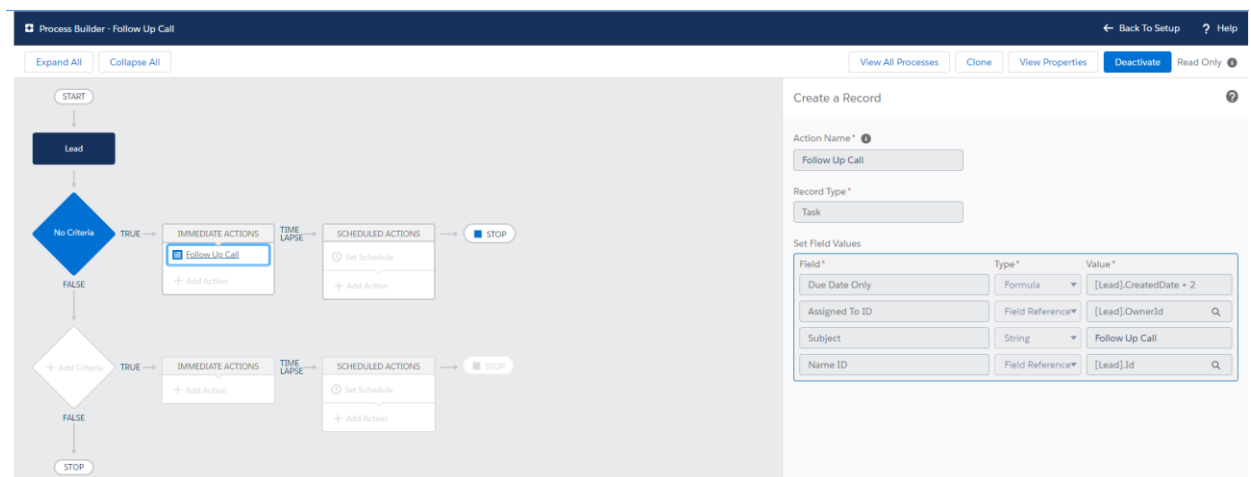 Process Builder - Follow Up Call
Back To Setup
? Help
Expand All
Collapse All
View All Processes
Clone
View Properties
Deactivate
Read Only
START
Lead
No Criteria
TRUE
IMMEDIATE ACTIONS
Follow Up Call
+ Add Action
TIME LAPSE
SCHEDULED ACTIONS
Set Schedule
+ Add Action
STOP
FALSE
+ Add Criteria
TRUE
IMMEDIATE ACTIONS
+ Add Action
TIME LAPSE
SCHEDULED ACTIONS
Set Schedule
+ Add Action
STOP
FALSE
STOP
Create a Record
Action Name*
Follow Up Call
Record Type*
Task
Set Field Values
Field* Type* Value*
Due Date Only Formula [Lead].CreatedDate + 2
Assigned To ID Field Reference [Lead].OwnerId
Subject String Follow Up Call
Name ID Field Reference [Lead].Id